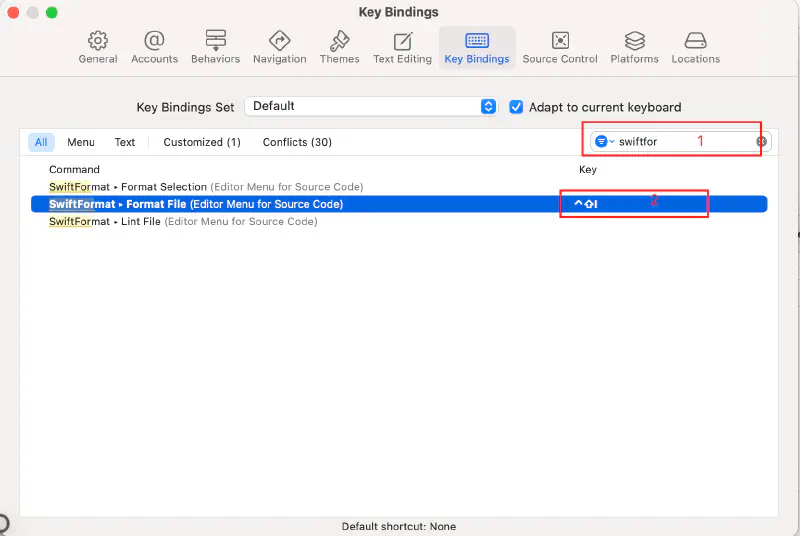 Key Bindings
General Accounts Behaviors Navigation Themes Text Editing Key Bindings Source Control Platforms Locations
Key Bindings Set Default Adapt to current keyboard
All Menu Text Customized (1) Conflicts (30) swiftfor 1
Command Key
SwiftFormat ▸ Format Selection (Editor Menu for Source Code)
SwiftFormat ▸ Format File (Editor Menu for Source Code) ^⇧I 2
SwiftFormat ▸ Lint File (Editor Menu for Source Code)
Default shortcut: None